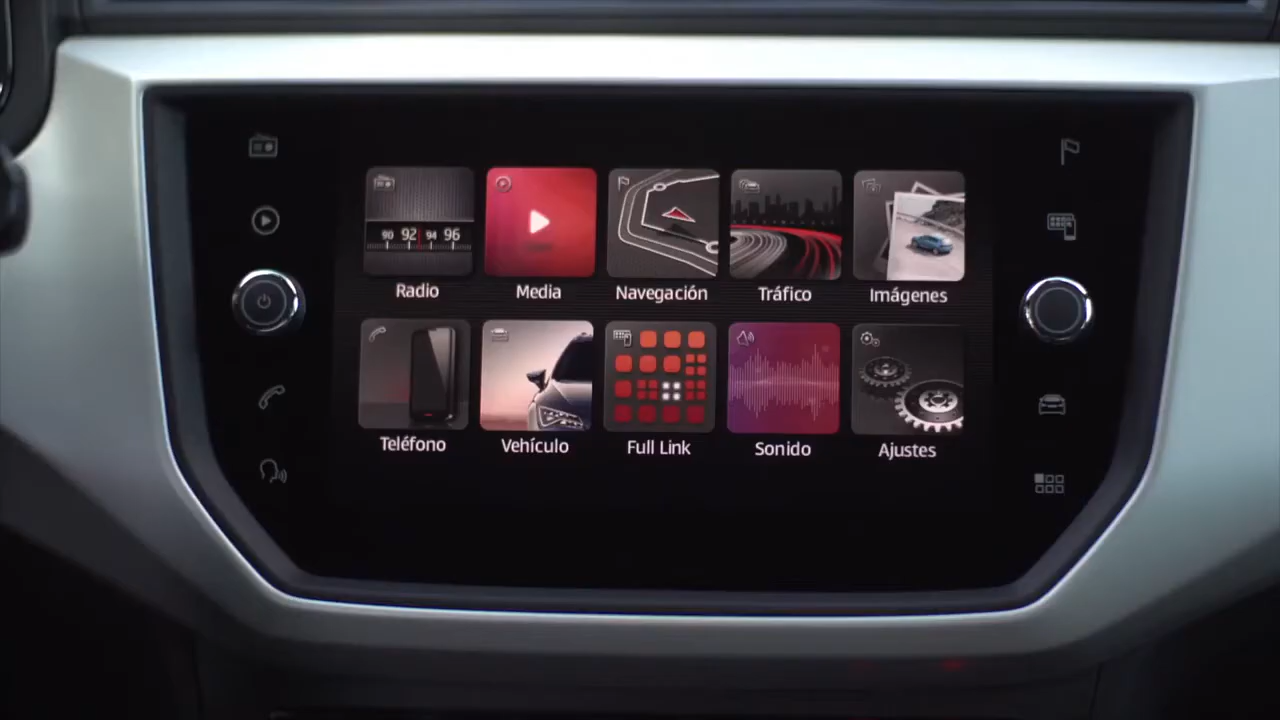 90 92 94 96
Radio
Media
Navegación
Tráfico
Imágenes
Teléfono
Vehículo
Full Link
Sonido
Ajustes